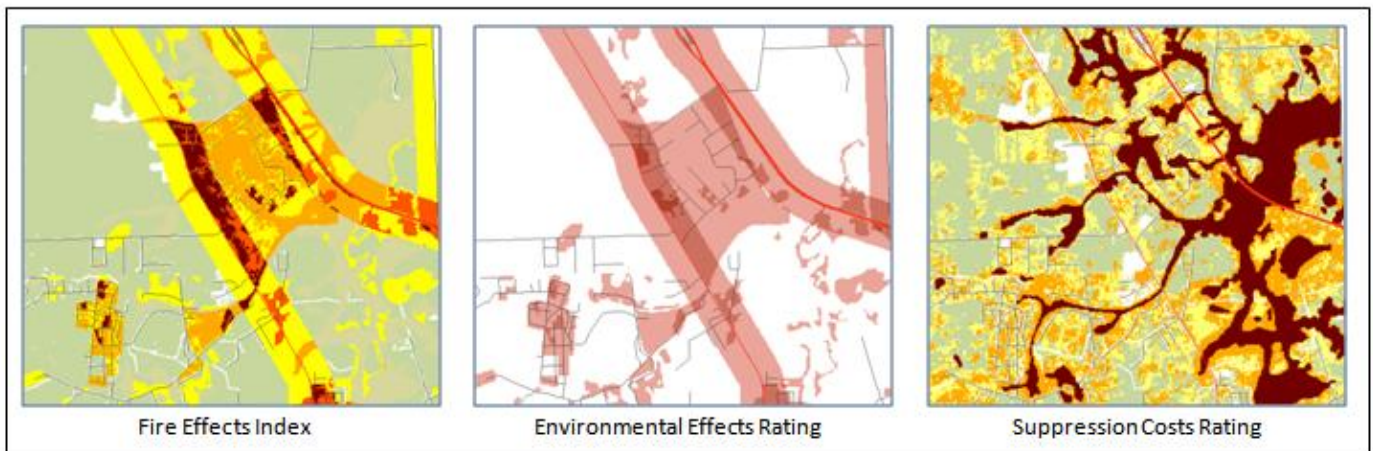 Fire Effects Index
Environmental Effects Rating
Suppression Costs Rating